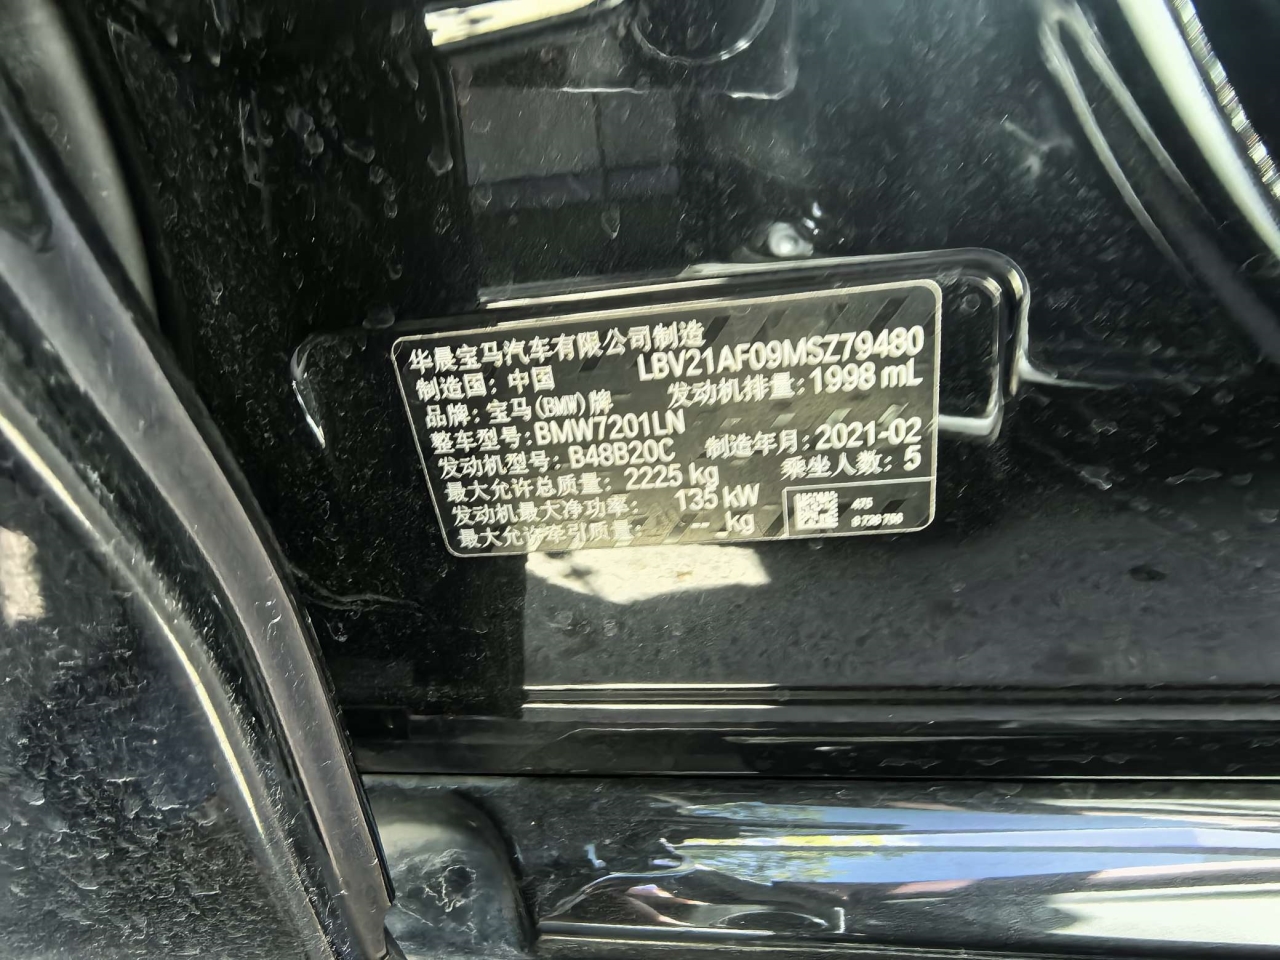 华晨宝马汽车有限公司制造
制造国：中国 LBV21AF09MSZ79480
品牌：宝马(BMW)牌 发动机排量：1998 mL
整车型号：BMW7201LN
发动机型号：B48B20C 制造年月：2021-02
最大允许总质量：2225 kg 乘坐人数：5
发动机最大净功率：135 kW
最大允许牵引质量：-- kg
475